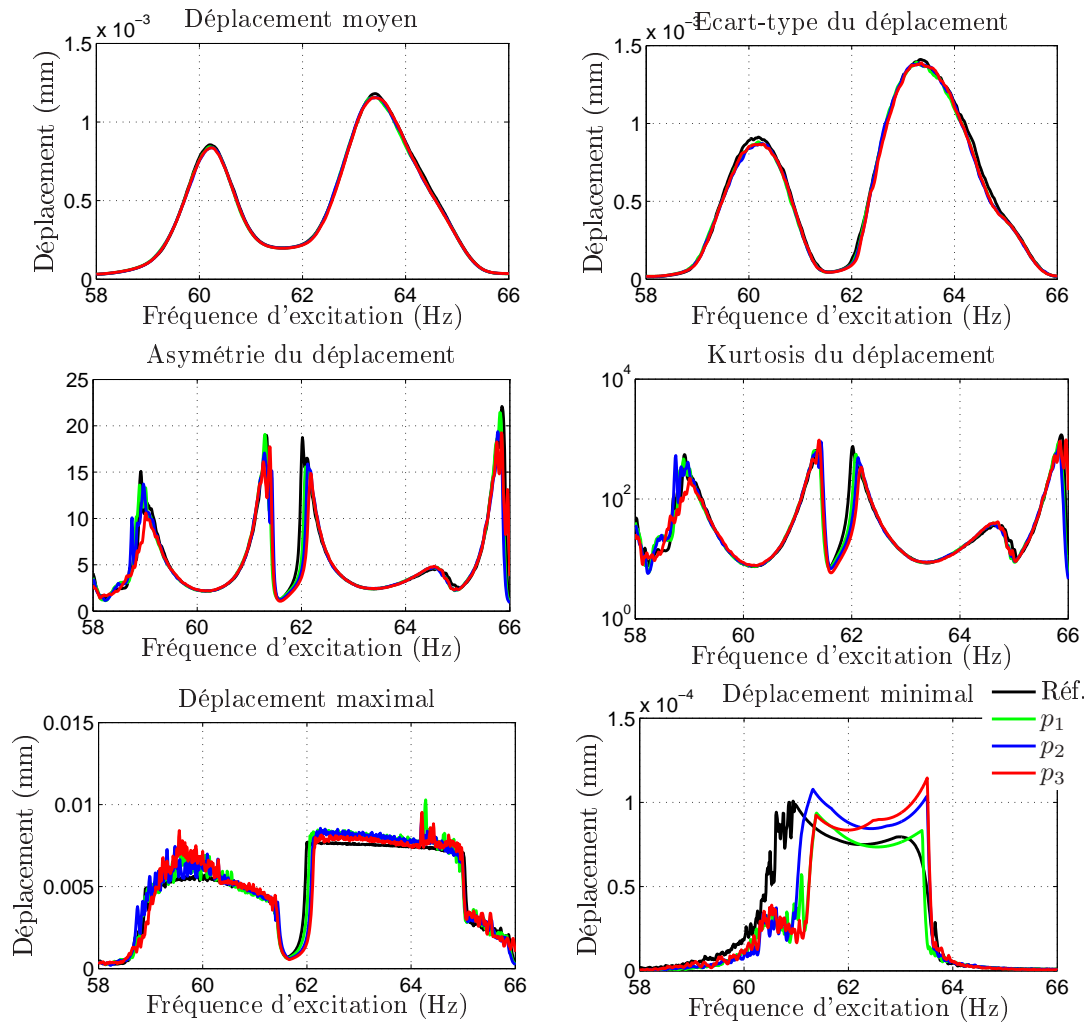 Déplacement moyen
x 10⁻³
1.5
1
0.5
0
Déplacement (mm)
58 60 62 64 66
Fréquence d'excitation (Hz)
Ecart-type du déplacement
x 10⁻³
1.5
1
0.5
0
Déplacement (mm)
58 60 62 64 66
Fréquence d'excitation (Hz)
Asymétrie du déplacement
25
20
15
10
5
0
58 60 62 64 66
Fréquence d'excitation (Hz)
Kurtosis du déplacement
10⁴
10²
10⁰
58 60 62 64 66
Fréquence d'excitation (Hz)
Déplacement maximal
0.015
0.01
0.005
0
Déplacement (mm)
58 60 62 64 66
Fréquence d'excitation (Hz)
Déplacement minimal
x 10⁻⁴
1.5
1
0.5
0
Déplacement (mm)
58 60 62 64 66
Fréquence d'excitation (Hz)
Réf.
p₁
p₂
p₃